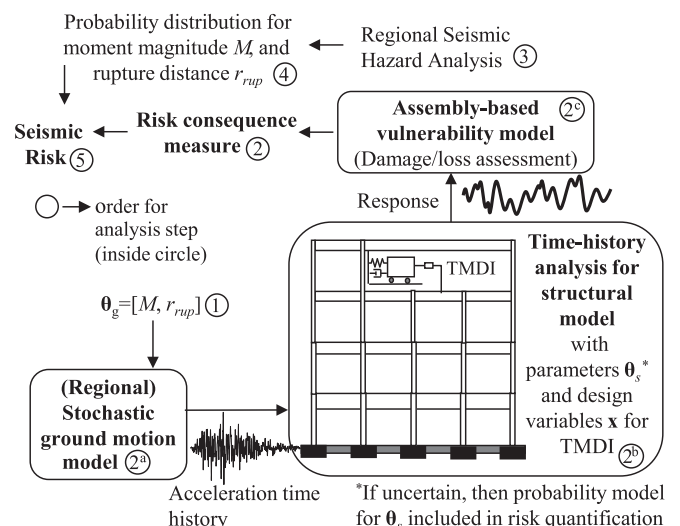 Probability distribution for
moment magnitude M, and
rupture distance r_rup ④
Regional Seismic
Hazard Analysis ③
Seismic
Risk ⑤
Risk consequence
measure ②
Assembly-based 2ᶜ
vulnerability model
(Damage/loss assessment)
order for
analysis step
(inside circle)
Response
θ_g=[M, r_rup] ①
TMDI
Time-history
analysis for
structural
model
with
parameters θ_s*
and design
variables x for
TMDI 2ᵇ
(Regional)
Stochastic
ground motion
model 2ᵃ
Acceleration time
history
*If uncertain, then probability model
for θ_s included in risk quantification